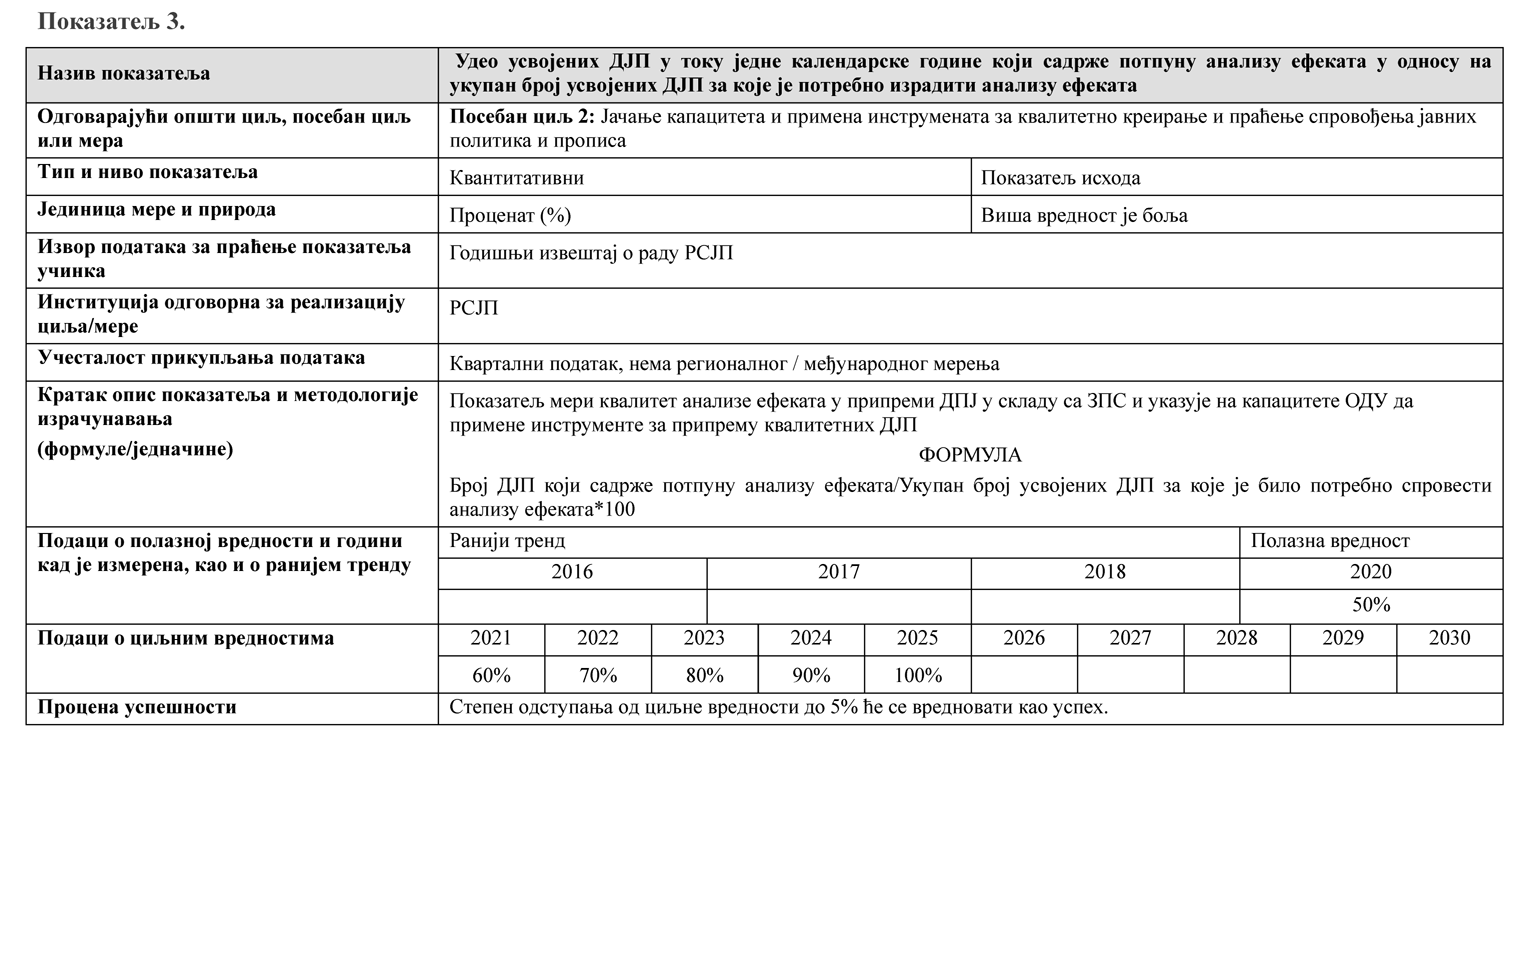 Показатељ 3.
Назив показатеља
Удео усвојених ДЈП у току једне календарске године који садрже потпуну анализу ефеката у односу на
укупан број усвојених ДЈП за које је потребно израдити анализу ефеката
Одговарајући општи циљ, посебан циљ
или мера
Посебан циљ 2: Јачање капацитета и примена инструмената за квалитетно креирање и праћење спровођења јавних
политика и прописа
Тип и ниво показатеља
Квантитативни
Показатељ исхода
Јединица мере и природа
Проценат (%)
Виша вредност је боља
Извор података за праћење показатеља
учинка
Годишњи извештај о раду РСЈП
Институција одговорна за реализацију
циља/мере
РСЈП
Учесталост прикупљања података
Квартални податак, нема регионалног / међународног мерења
Кратак опис показатеља и методологије
израчунавања
(формуле/једначине)
Показатељ мери квалитет анализе ефеката у припреми ДПЈ у складу са ЗПС и указује на капацитете ОДУ да
примене инструменте за припрему квалитетних ДЈП
ФОРМУЛА
Број ДЈП који садрже потпуну анализу ефеката/Укупан број усвојених ДЈП за које је било потребно спровести
анализу ефеката*100
Подаци о полазној вредности и години
кад је измерена, као и о ранијем тренду
Ранији тренд
Полазна вредност
2016
2017
2018
2020
50%
Подаци о циљним вредностима
2021
2022
2023
2024
2025
2026
2027
2028
2029
2030
60%
70%
80%
90%
100%
Процена успешности
Степен одступања од циљне вредности до 5% ће се вредновати као успех.